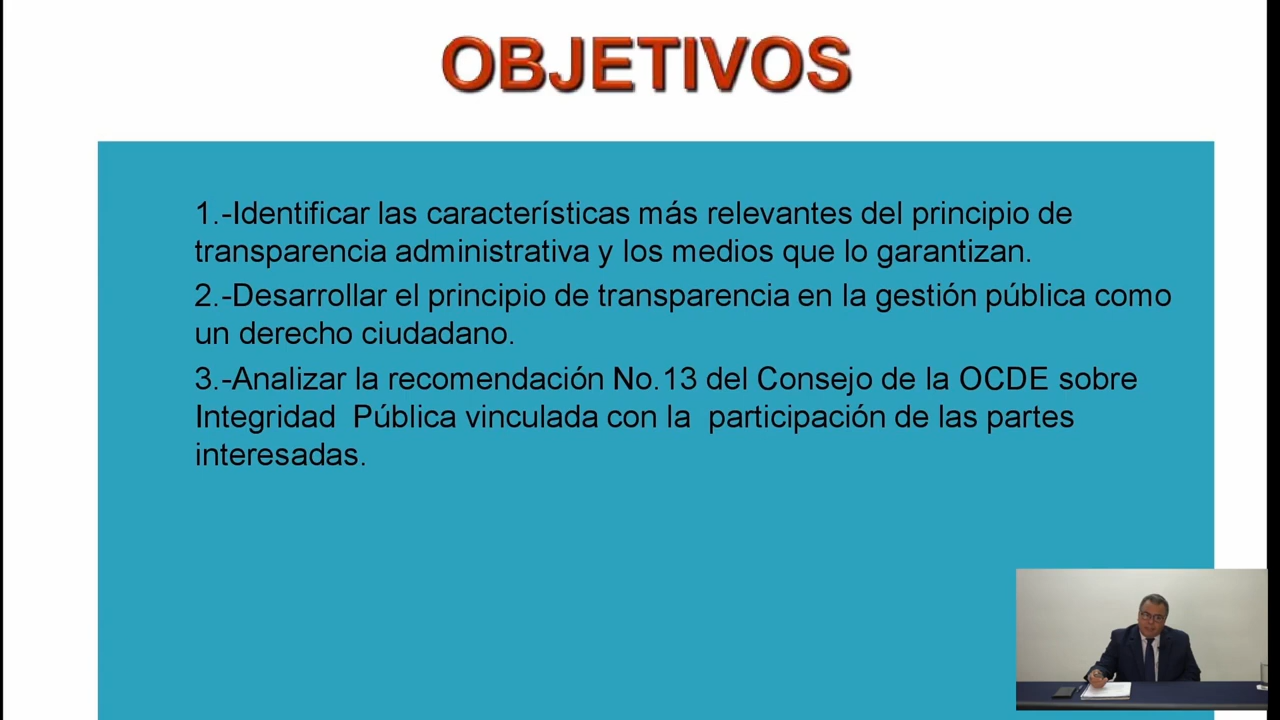 OBJETIVOS
1.-Identificar las características más relevantes del principio de
transparencia administrativa y los medios que lo garantizan.
2.-Desarrollar el principio de transparencia en la gestión pública como
un derecho ciudadano.
3.-Analizar la recomendación No.13 del Consejo de la OCDE sobre
Integridad  Pública vinculada con la  participación de las partes
interesadas.